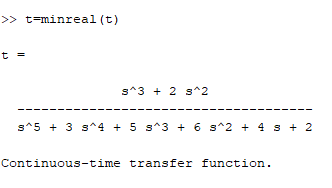 >> t=minreal(t)
t =
s^3 + 2 s^2
-------------------------------------
s^5 + 3 s^4 + 5 s^3 + 6 s^2 + 4 s + 2
Continuous-time transfer function.